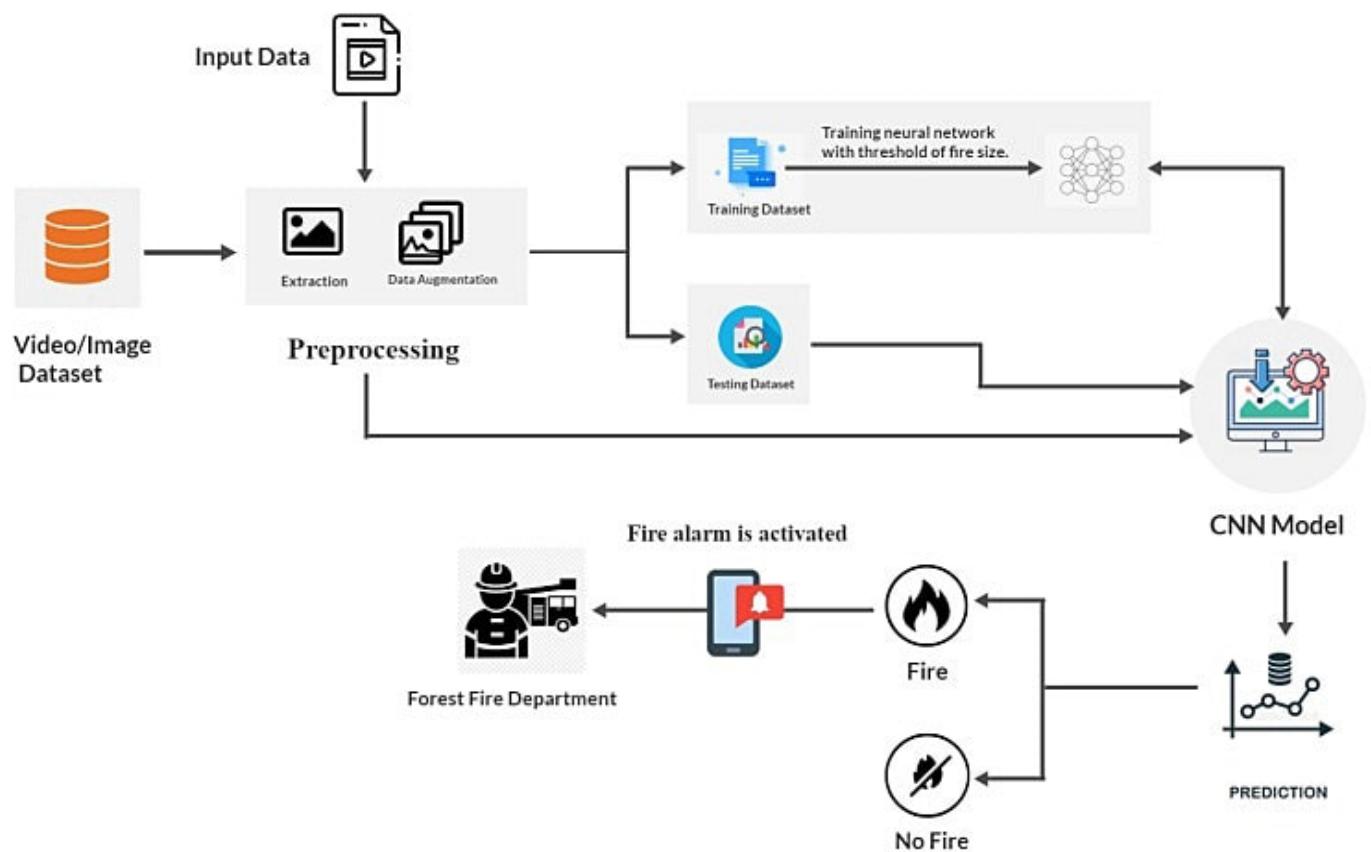 Input Data
Training neural network
with threshold of fire size.
Training Dataset
Extraction
Data Augmentation
Video/Image
Dataset
Preprocessing
Testing Dataset
CNN Model
Fire alarm is activated
Forest Fire Department
Fire
No Fire
PREDICTION